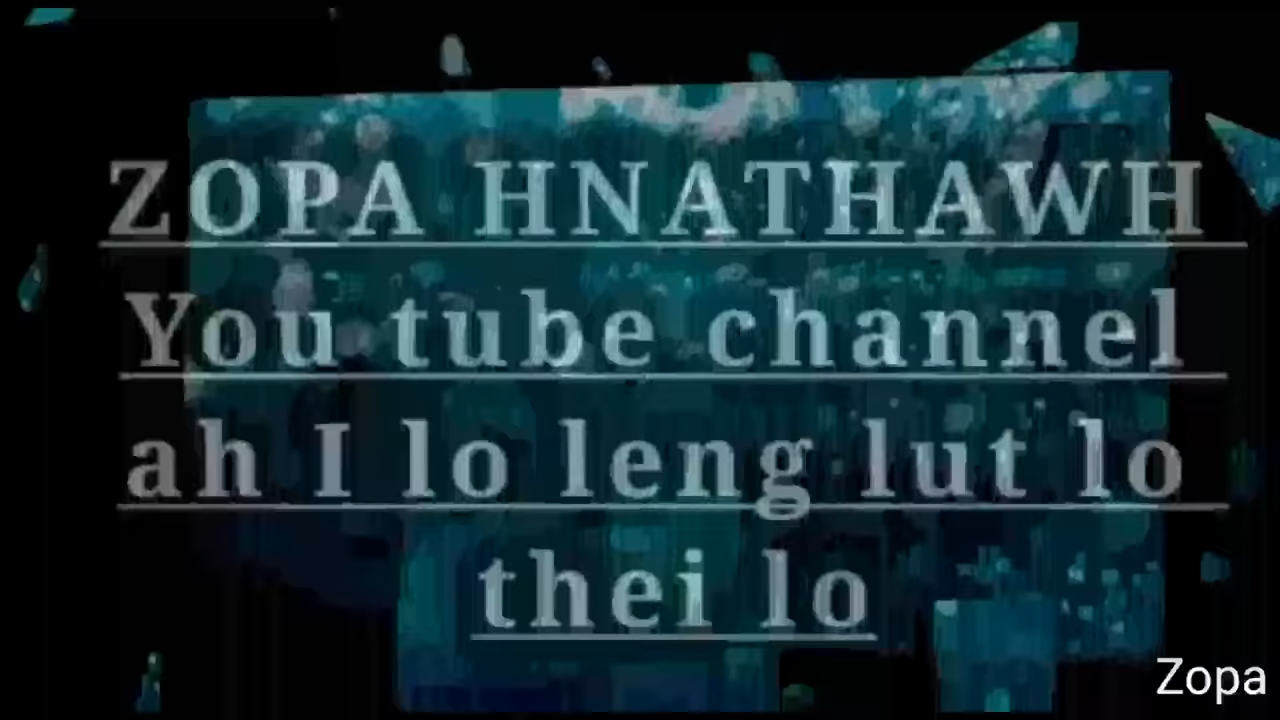 ZOPA HNATHAWH
You tube channel
ah I lo leng lut lo
thei lo
Zopa